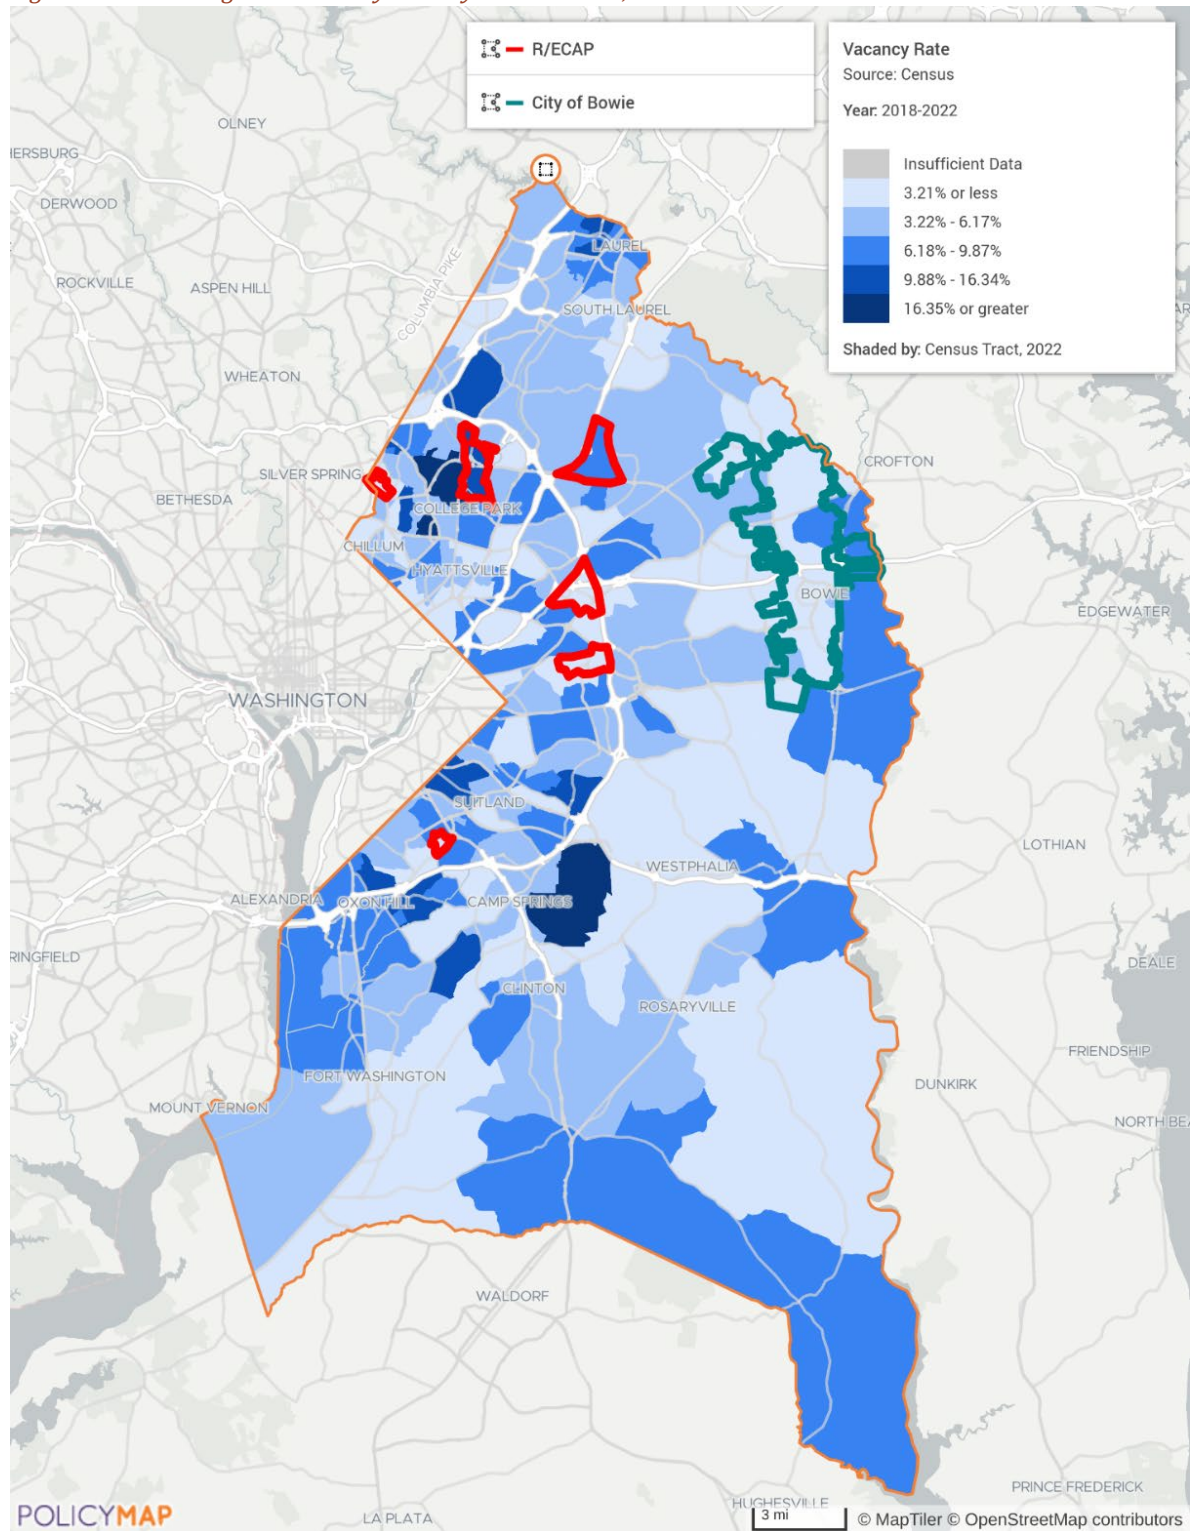 R/ECAP
City of Bowie
Vacancy Rate
Source: Census
Year: 2018-2022
Insufficient Data
3.21% or less
3.22% - 6.17%
6.18% - 9.87%
9.88% - 16.34%
16.35% or greater
Shaded by: Census Tract, 2022
OLNEY
HERSBURG
DERWOOD
LAUREL
ROCKVILLE
ASPEN HILL
COLUMBIA PIKE
SOUTH LAUREL
WHEATON
SILVER SPRING
CROFTON
BETHESDA
COLLEGE PARK
CHILLUM
HYATTSVILLE
BOWIE
EDGEWATER
WASHINGTON
SUITLAND
LOTHIAN
WESTPHALIA
ALEXANDRIA
OXON HILL
CAMP SPRINGS
RINGFIELD
DEALE
CLINTON
ROSARYVILLE
FRIENDSHIP
FORT WASHINGTON
DUNKIRK
MOUNT VERNON
NORTH BEA
WALDORF
PRINCE FREDERICK
HUGHESVILLE
POLICYMAP
LA PLATA
3 mi
© MapTiler © OpenStreetMap contributors